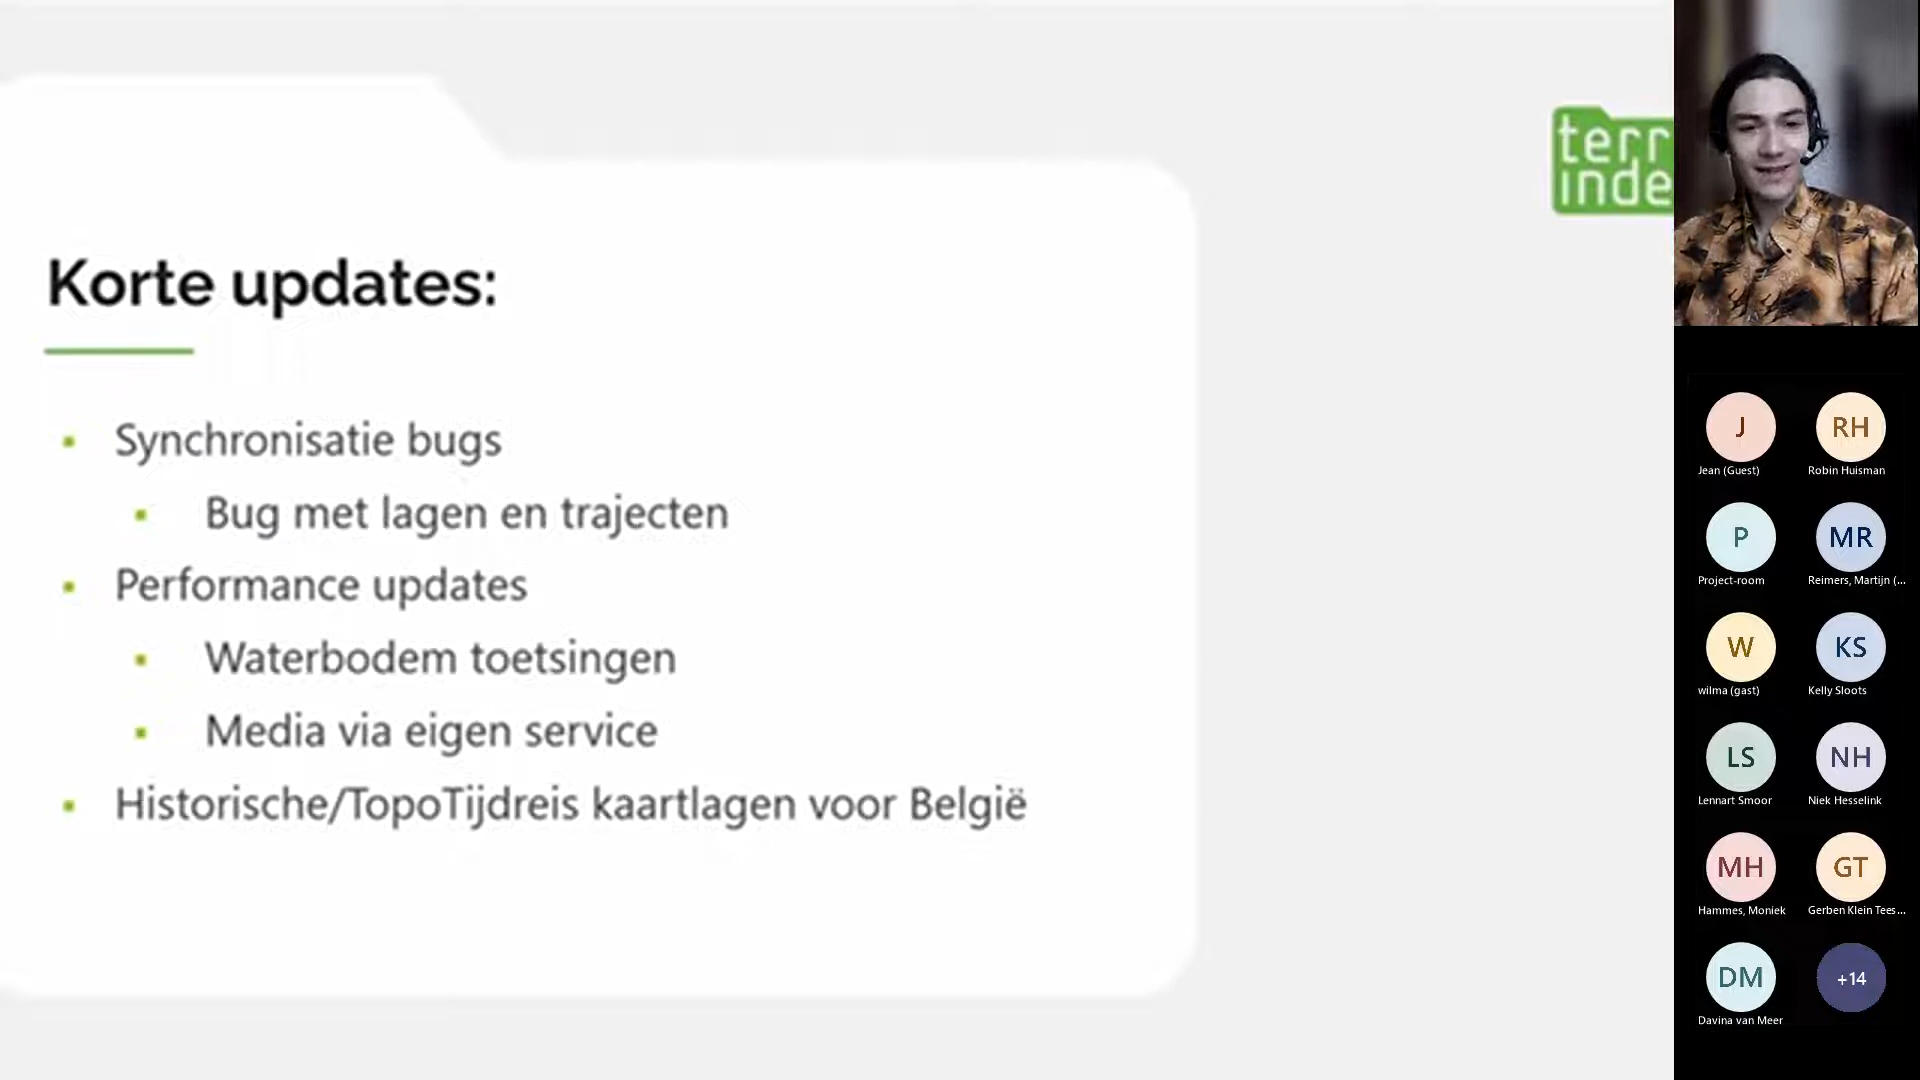 terr
inde
Korte updates:
Synchronisatie bugs
Bug met lagen en trajecten
Performance updates
Waterbodem toetsingen
Media via eigen service
Historische/TopoTijdreis kaartlagen voor België
J
RH
Jean (Guest)
Robin Huisman
P
MR
Project-room
Reimers, Martijn (...
W
KS
wilma (gast)
Kelly Sloots
LS
NH
Lennart Smoor
Niek Hesselink
MH
GT
Hammes, Moniek
Gerben Klein Tees...
DM
+14
Davina van Meer